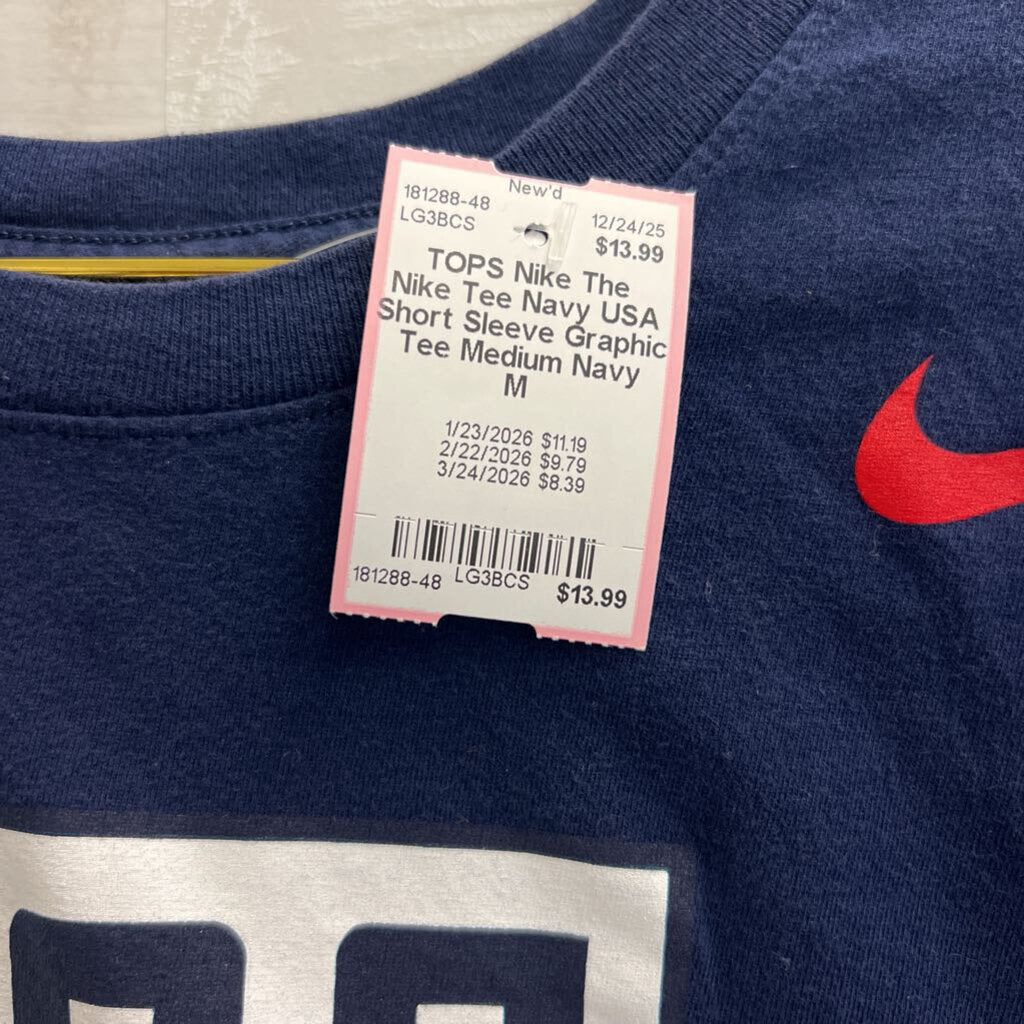 New'd
181288-48
LG3BCS
12/24/25
$13.99
TOPS Nike The
Nike Tee Navy USA
Short Sleeve Graphic
Tee Medium Navy
M
1/23/2026 $11.19
2/22/2026 $9.79
3/24/2026 $8.39
181288-48 LG3BCS $13.99